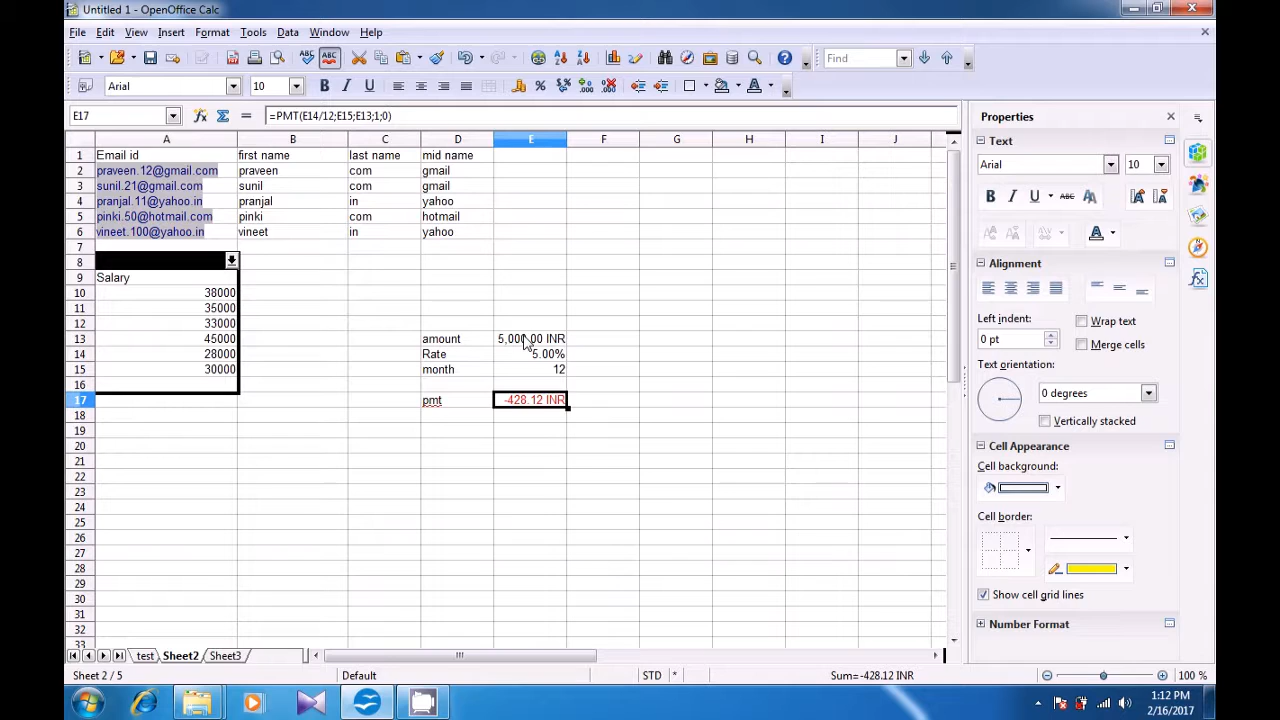 Untitled 1 - OpenOffice Calc
File Edit View Insert Format Tools Data Window Help
Find
Arial 10
E17 =PMT(E14/12;E15;E13;1;0)
Properties
A B C D E F G H I J
1 Email id first name last name mid name
2 praveen.12@gmail.com praveen com gmail
3 sunil.21@gmail.com sunil com gmail
4 pranjal.11@yahoo.in pranjal in yahoo
5 pinki.50@hotmail.com pinki com hotmail
6 vineet.100@yahoo.in vineet in yahoo
7
8
9 Salary
10 38000
11 35000
12 33000
13 45000 amount 5,000.00 INR
14 28000 Rate 5.00%
15 30000 month 12
16
17 pmt -428.12 INR
18
19
20
21
22
23
24
25
26
27
28
29
30
31
32
33
Text
Arial 10
Alignment
Left indent: Wrap text
0 pt Merge cells
Text orientation:
0 degrees
Vertically stacked
Cell Appearance
Cell background:
Cell border:
Show cell grid lines
Number Format
test Sheet2 Sheet3
Sheet 2 / 5 Default STD * Sum=-428.12 INR 100 %
1:12 PM
2/16/2017